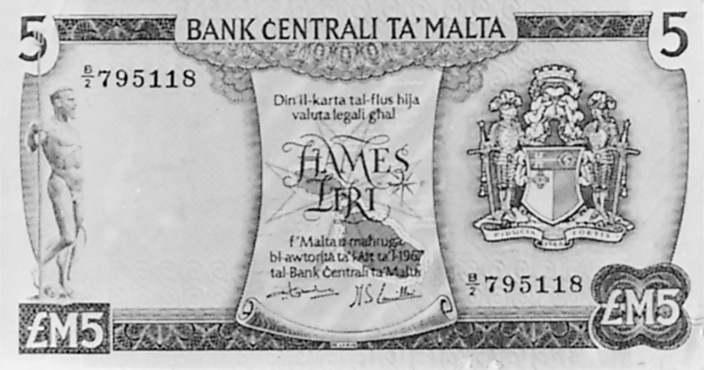 5 BANK ĊENTRALI TA' MALTA 5
B/2 795118
Din il-karta tal-flus hija
valuta legali għal
ĦAMES
LIRI
f'Malta u maħruġa
bl-awtorità ta' l-Att ta' l-1967
tal-Bank Ċentrali ta' Malta
FORTIS
B/2 795118
£M5 £M5